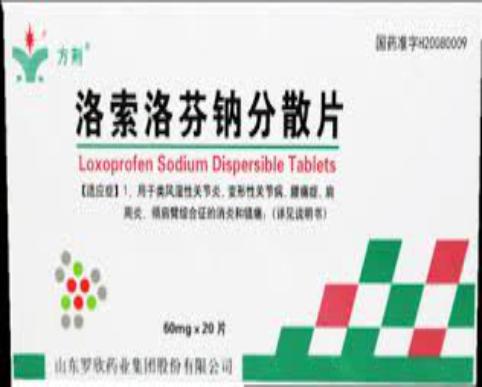 方荆®
国药准字H20080009
洛索洛芬钠分散片
Loxoprofen Sodium Dispersible Tablets
【适应症】1、用于类风湿性关节炎、变形性关节病、腰痛症、肩
周炎、颈肩臂综合征的消炎和镇痛;（详见说明书）
60mg x 20 片
山东罗欣药业集团股份有限公司